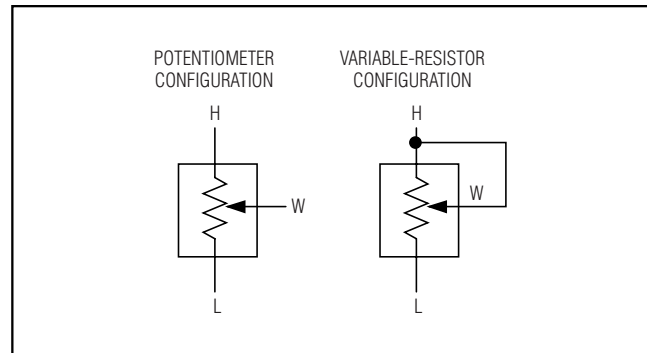 POTENTIOMETER
CONFIGURATION
H
W
L
VARIABLE-RESISTOR
CONFIGURATION
H
W
L